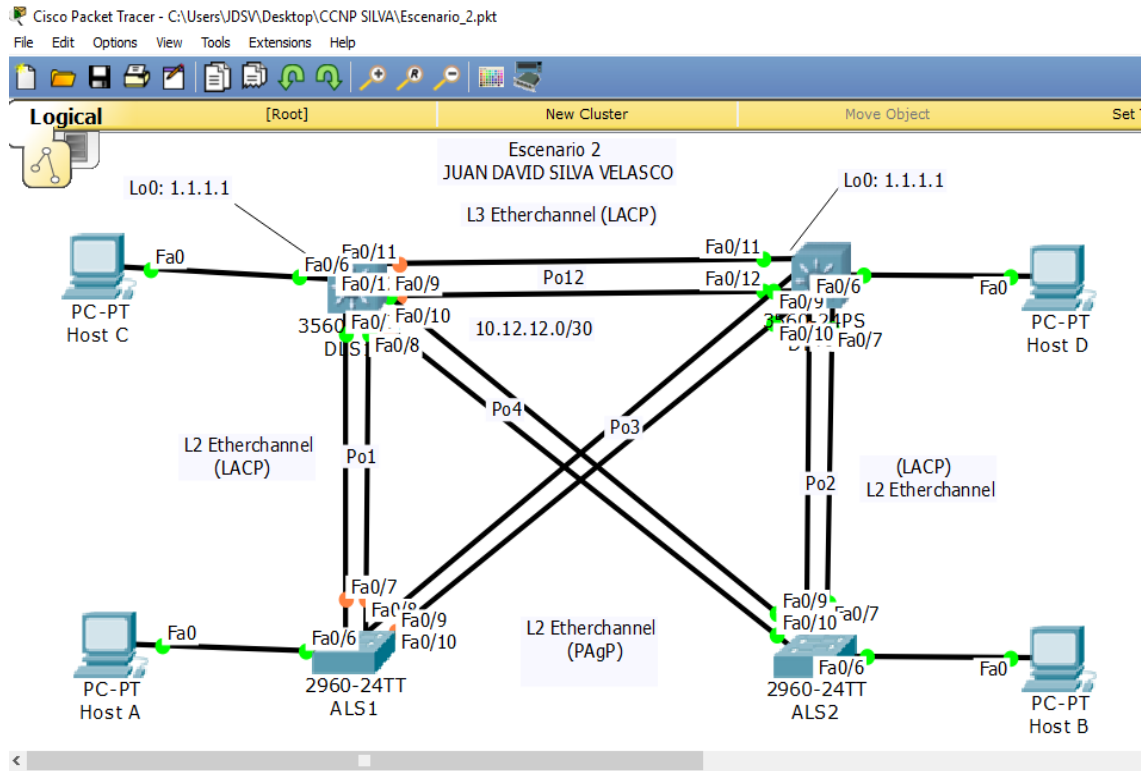 Cisco Packet Tracer - C:\Users\JDSV\Desktop\CCNP SILVA\Escenario_2.pkt
File Edit Options View Tools Extensions Help
Logical [Root] New Cluster Move Object Set
Escenario 2
JUAN DAVID SILVA VELASCO
Lo0: 1.1.1.1
Lo0: 1.1.1.1
L3 Etherchannel (LACP)
Fa0
Fa0/6
Fa0/11
Fa0/9
Fa0/10
Fa0/8
Po12
10.12.12.0/30
Fa0/11
Fa0/12
Fa0/6
Fa0/9
Fa0/10
Fa0/7
Fa0
PC-PT
Host C
3560
PC-PT
Host D
Po4
Po3
L2 Etherchannel
(LACP)
Po1
Po2
(LACP)
L2 Etherchannel
Fa0/7
Fa0/9
Fa0/10
Fa0/6
Fa0
L2 Etherchannel
(PAgP)
Fa0/9
Fa0/7
Fa0/10
Fa0/6
Fa0
PC-PT
Host A
2960-24TT
ALS1
2960-24TT
ALS2
PC-PT
Host B